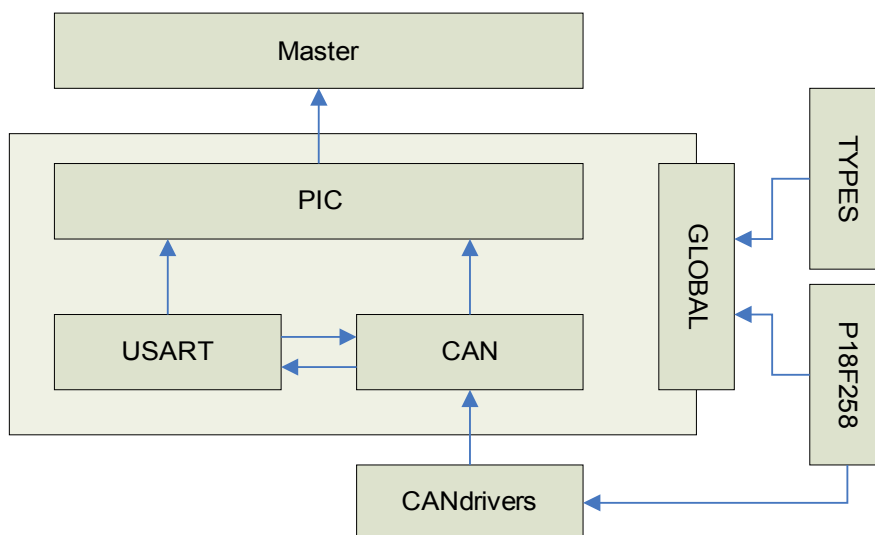 Master
PIC
TYPES
GLOBAL
USART
CAN
P18F258
CANdrivers